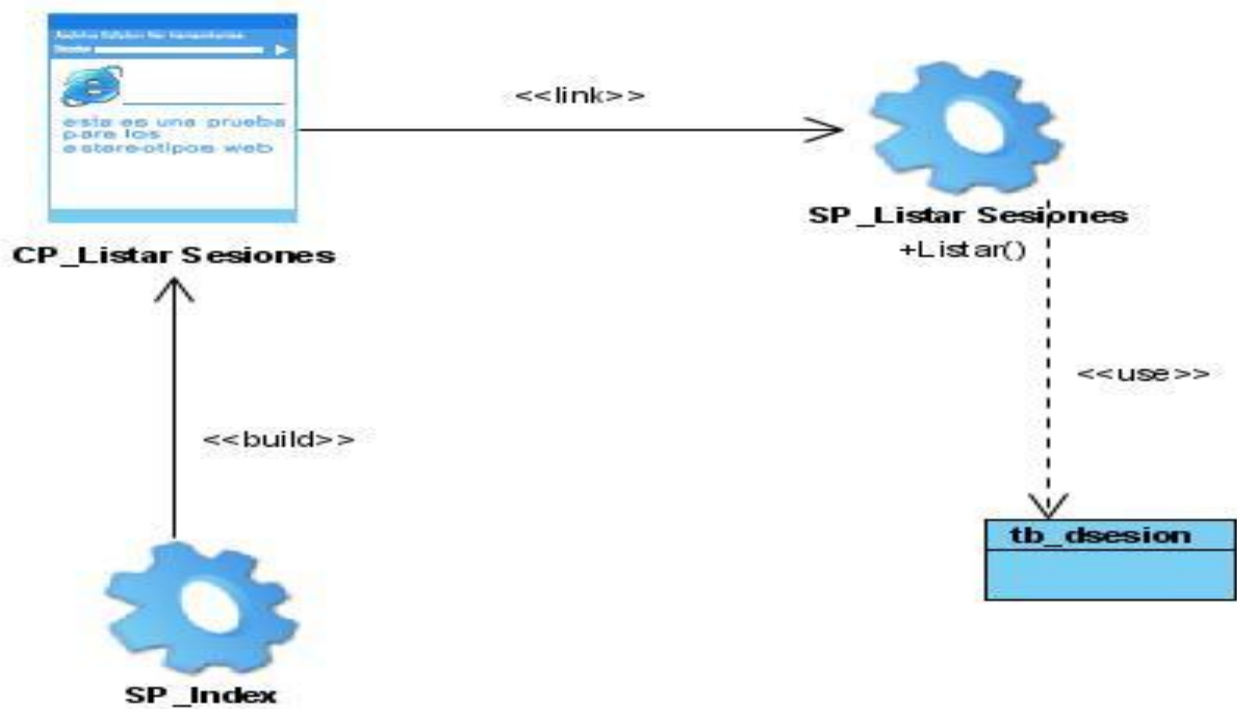 <<link>>
esta es una prueba
para los
estereotipos web
SP_Listar Sesiones
+Listar()
CP_Listar Sesiones
<<use>>
<<build>>
tb_dsesion
SP_Index